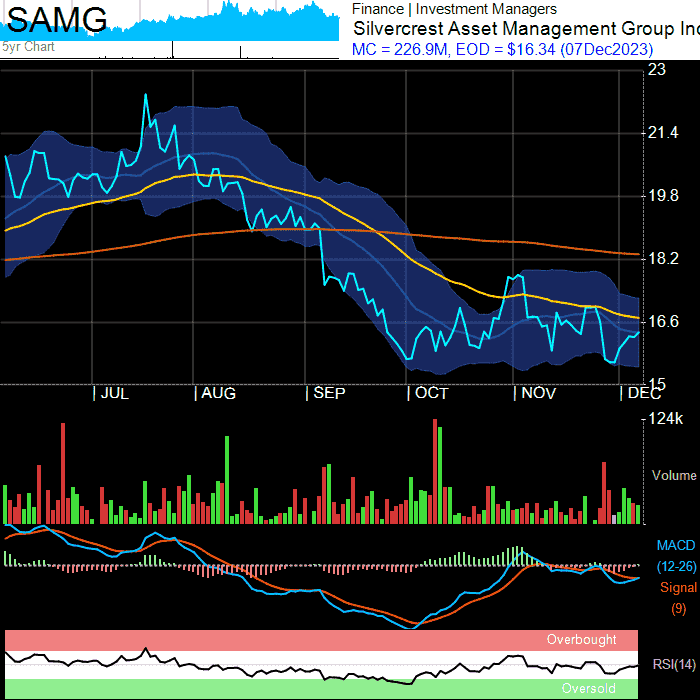 SAMG
5yr Chart
Finance | Investment Managers
Silvercrest Asset Management Group Inc
MC = 226.9M, EOD = $16.34 (07Dec2023)
23
21.4
19.8
18.2
16.6
15
JUL
AUG
SEP
OCT
NOV
DEC
124k
Volume
MACD
(12-26)
Signal
(9)
Overbought
RSI(14)
Oversold